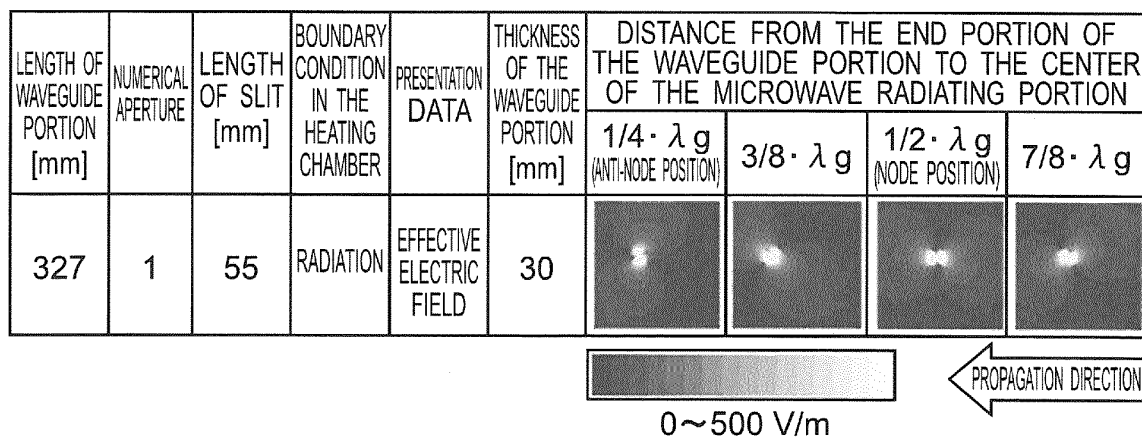 LENGTH OF
WAVEGUIDE
PORTION
[mm]
NUMERICAL
APERTURE
LENGTH
OF SLIT
[mm]
BOUNDARY
CONDITION
IN THE
HEATING
CHAMBER
PRESENTATION
DATA
THICKNESS
OF THE
WAVEGUIDE
PORTION
[mm]
DISTANCE FROM THE END PORTION OF
THE WAVEGUIDE PORTION TO THE CENTER
OF THE MICROWAVE RADIATING PORTION
1/4· λg
(ANTI-NODE POSITION)
3/8· λg
1/2· λg
(NODE POSITION)
7/8· λg
327
1
55
RADIATION
EFFECTIVE
ELECTRIC
FIELD
30
0~500 V/m
PROPAGATION DIRECTION